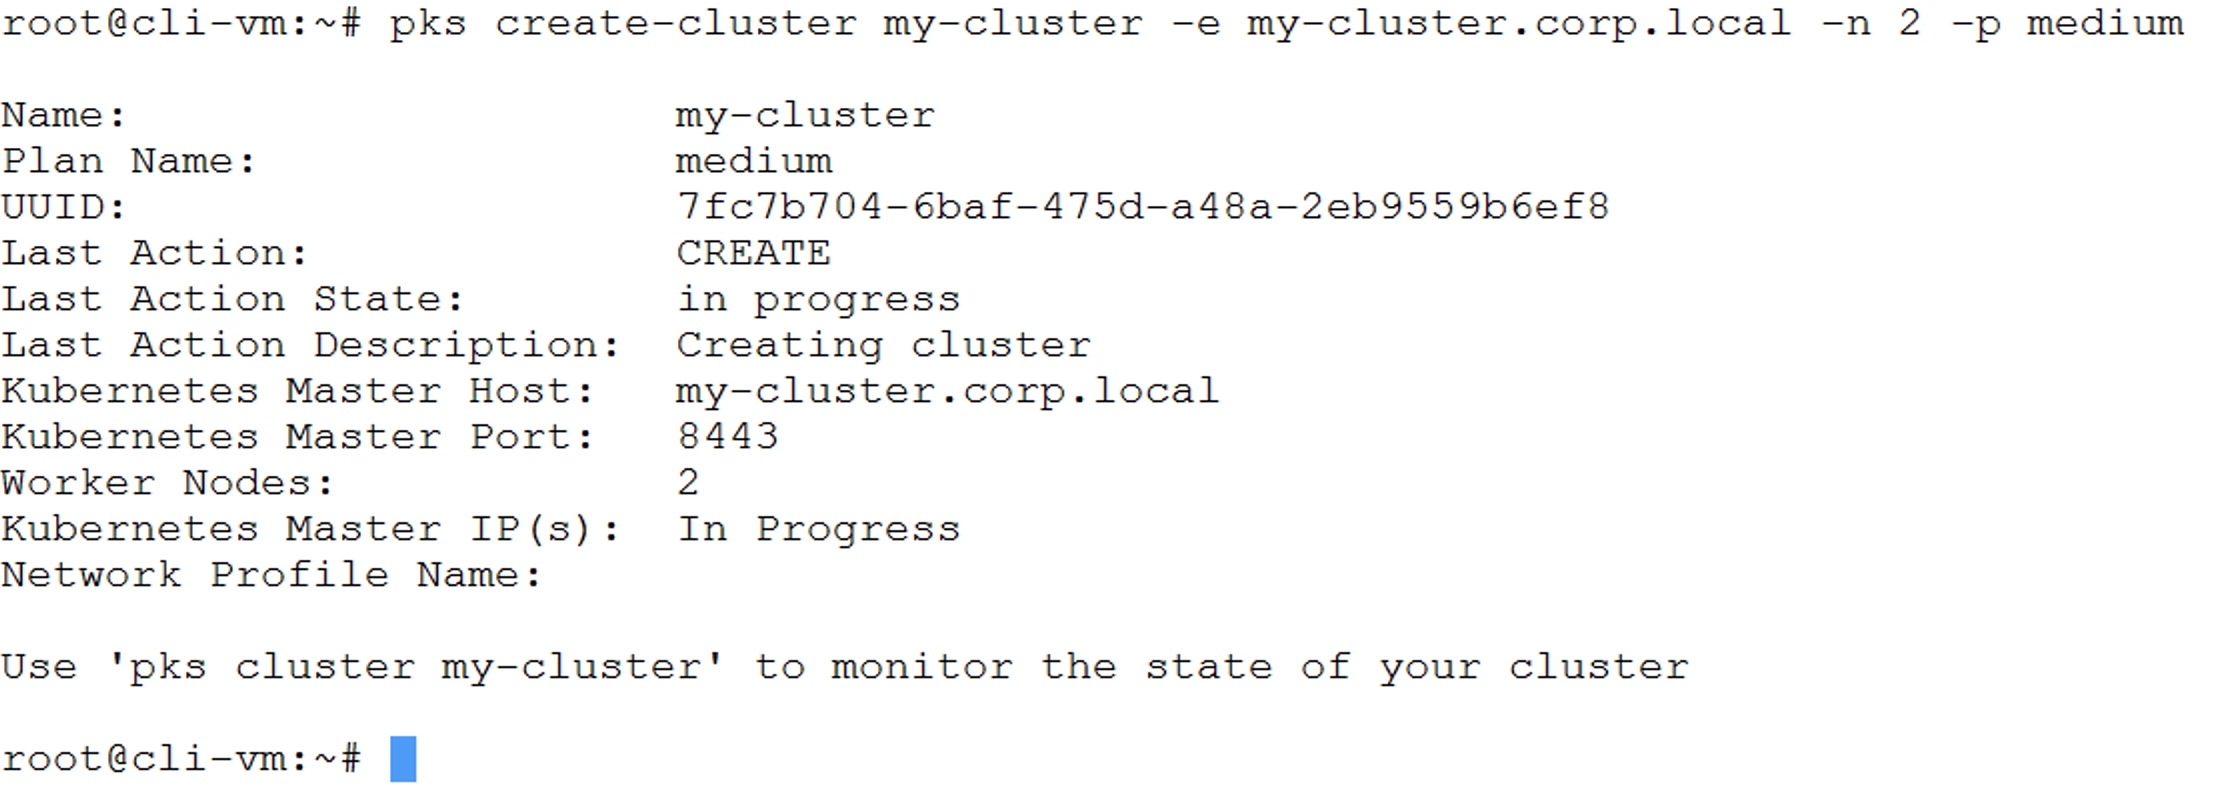 root@cli-vm:~# pks create-cluster my-cluster -e my-cluster.corp.local -n 2 -p medium
Name: my-cluster
Plan Name: medium
UUID: 7fc7b704-6baf-475d-a48a-2eb9559b6ef8
Last Action: CREATE
Last Action State: in progress
Last Action Description: Creating cluster
Kubernetes Master Host: my-cluster.corp.local
Kubernetes Master Port: 8443
Worker Nodes: 2
Kubernetes Master IP(s): In Progress
Network Profile Name:
Use 'pks cluster my-cluster' to monitor the state of your cluster
root@cli-vm:~#